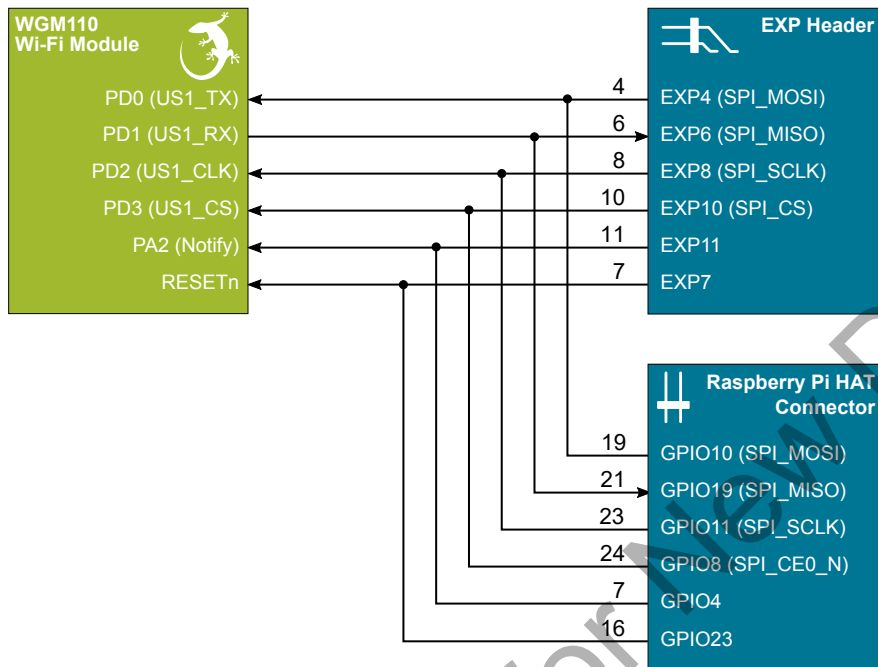 WGM110
Wi-Fi Module
PD0 (US1_TX)
PD1 (US1_RX)
PD2 (US1_CLK)
PD3 (US1_CS)
PA2 (Notify)
RESETn
4
6
8
10
11
7
EXP Header
EXP4 (SPI_MOSI)
EXP6 (SPI_MISO)
EXP8 (SPI_SCLK)
EXP10 (SPI_CS)
EXP11
EXP7
Raspberry Pi HAT
Connector
19
21
23
24
7
16
GPIO10 (SPI_MOSI)
GPIO19 (SPI_MISO)
GPIO11 (SPI_SCLK)
GPIO8 (SPI_CE0_N)
GPIO4
GPIO23
for New